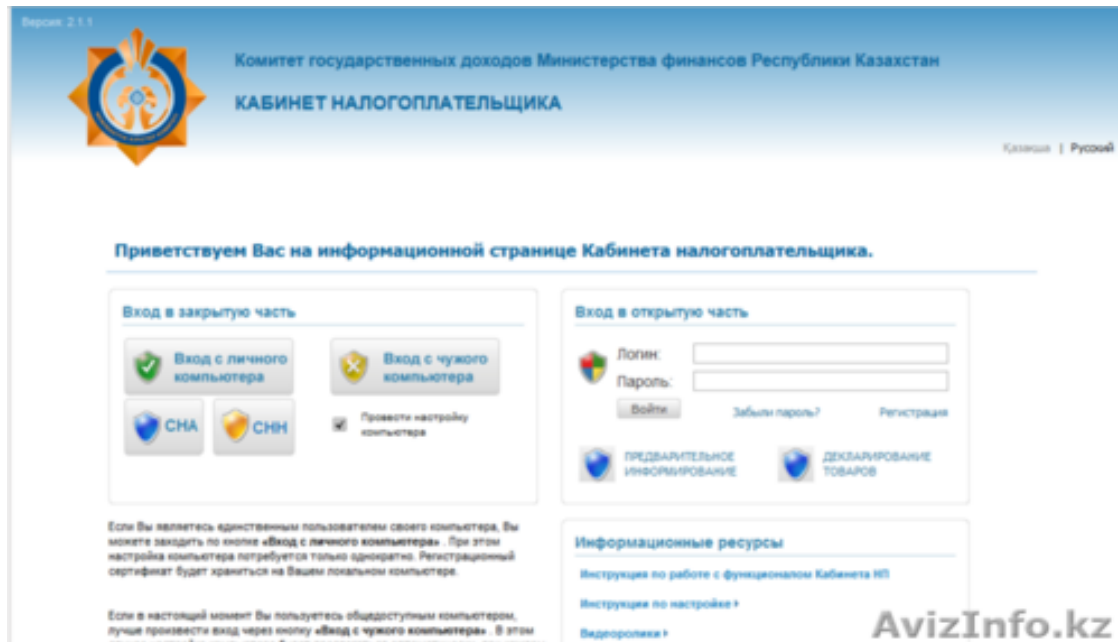 Версия: 2.1.1
Комитет государственных доходов Министерства финансов Республики Казахстан
КАБИНЕТ НАЛОГОПЛАТЕЛЬЩИКА
Қазақша | Русский
Приветствуем Вас на информационной странице Кабинета налогоплательщика.
Вход в закрытую часть
Вход с личного
компьютера
Вход с чужого
компьютера
СНА
СНН
Провести настройку
компьютера
Если Вы являетесь единственным пользователем своего компьютера, Вы
можете заходить по кнопке «Вход с личного компьютера» . При этом
настройка компьютера потребуется только однократно. Регистрационный
сертификат будет храниться на Вашем локальном компьютере.
Если в настоящий момент Вы пользуетесь общедоступным компьютером,
лучше произвести вход через кнопку «Вход с чужого компьютера» . В этом
Вход в открытую часть
Логин:
Пароль:
Войти
Забыли пароль?
Регистрация
ПРЕДВАРИТЕЛЬНОЕ
ИНФОРМИРОВАНИЕ
ДЕКЛАРИРОВАНИЕ
ТОВАРОВ
Информационные ресурсы
Инструкция по работе с функционалом Кабинета НП
Инструкции по настройке
Видеоролики
AvizInfo.kz